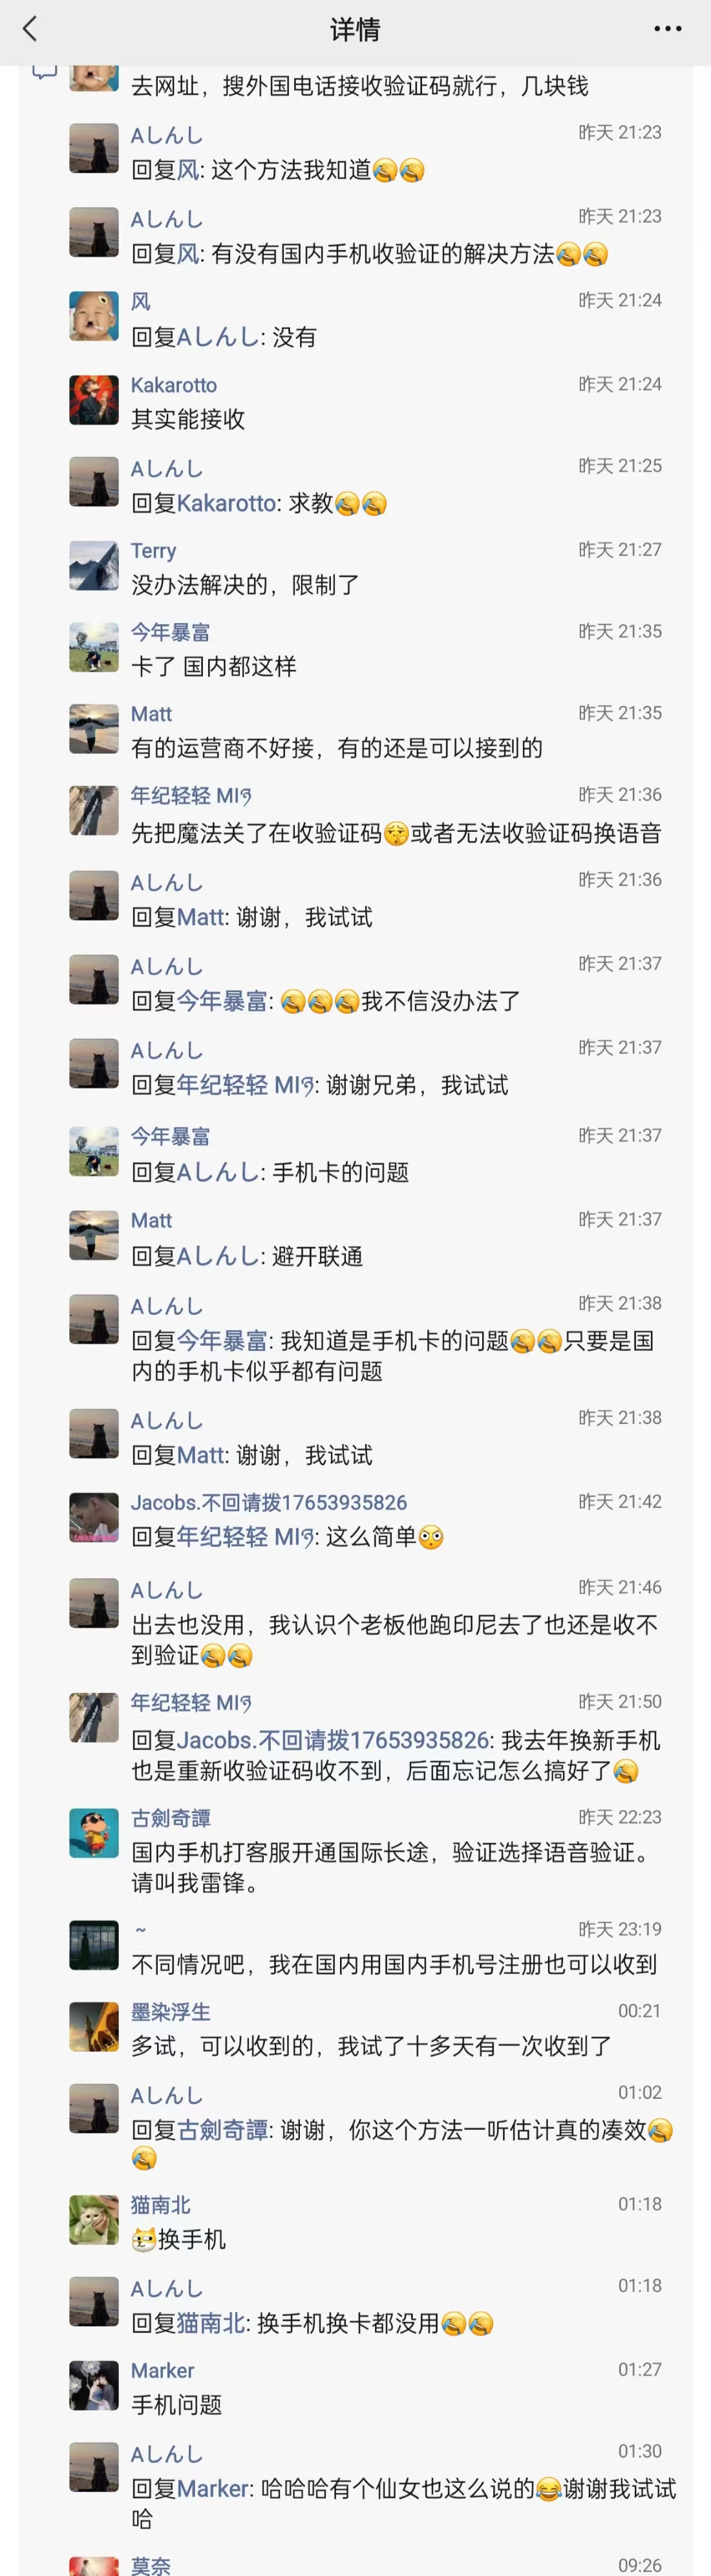 详情
去网址，搜外国电话接收验证码就行，几块钱
Aしんし 昨天 21:23
回复风: 这个方法我知道🤣🤣
Aしんし 昨天 21:23
回复风: 有没有国内手机收验证的解决方法🤣🤣
风 昨天 21:24
回复Aしんし: 没有
Kakarotto 昨天 21:24
其实能接收
Aしんし 昨天 21:25
回复Kakarotto: 求教🤣🤣
Terry 昨天 21:27
没办法解决的，限制了
今年暴富 昨天 21:35
卡了 国内都这样
Matt 昨天 21:35
有的运营商不好接，有的还是可以接到的
年纪轻轻 MI 昨天 21:36
先把魔法关了在收验证码🤫或者无法收验证码换语音
Aしんし 昨天 21:36
回复Matt: 谢谢，我试试
Aしんし 昨天 21:37
回复今年暴富: 🤣🤣🤣我不信没办法了
Aしんし 昨天 21:37
回复年纪轻轻 MI: 谢谢兄弟，我试试
今年暴富 昨天 21:37
回复Aしんし: 手机卡的问题
Matt 昨天 21:37
回复Aしんし: 避开联通
Aしんし 昨天 21:38
回复今年暴富: 我知道是手机卡的问题🤣🤣只要是国
内的手机卡似乎都有问题
Aしんし 昨天 21:38
回复Matt: 谢谢，我试试
Jacobs.不回请拨17653935826 昨天 21:42
回复年纪轻轻 MI: 这么简单😳
Aしんし 昨天 21:46
出去也没用，我认识个老板他跑印尼去了也还是收不
到验证🤣🤣
年纪轻轻 MI 昨天 21:50
回复Jacobs.不回请拨17653935826: 我去年换新手机
也是重新收验证码收不到，后面忘记怎么搞好了🤣
古劍奇譚 昨天 22:23
国内手机打客服开通国际长途，验证选择语音验证。
请叫我雷锋。
~ 昨天 23:19
不同情况吧，我在国内用国内手机号注册也可以收到
墨染浮生 00:21
多试，可以收到的，我试了十多天有一次收到了
Aしんし 01:02
回复古劍奇譚: 谢谢，你这个方法一听估计真的凑效🤣
🤣
猫南北 01:18
😼换手机
Aしんし 01:18
回复猫南北: 换手机换卡都没用🤣🤣
Marker 01:27
手机问题
Aしんし 01:30
回复Marker: 哈哈哈有个仙女也这么说的😂谢谢我试试
哈
莫奈 09:26